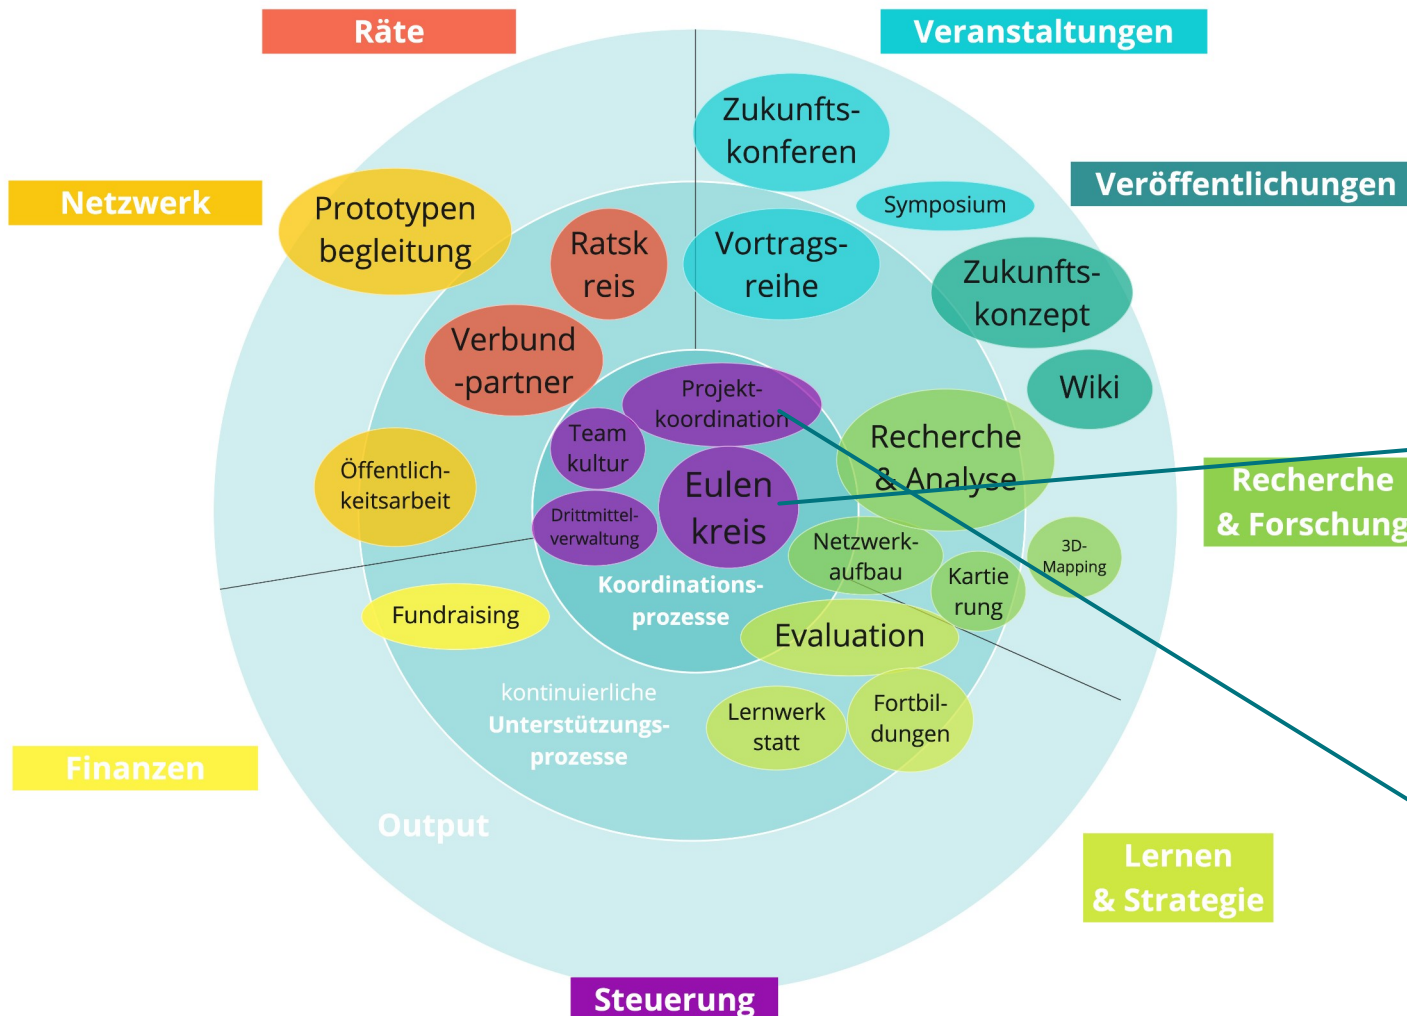 Räte
Veranstaltungen
Netzwerk
Veröffentlichungen
Zukunfts-
konferen
Symposium
Prototypen
begleitung
Ratsk
reis
Vortrags-
reihe
Zukunfts-
konzept
Verbund
-partner
Wiki
Projekt-
koordination
Team
kultur
Recherche
& Analyse
Öffentlich-
keitsarbeit
Eulen
kreis
Recherche
& Forschung
Drittmittel-
verwaltung
Netzwerk-
aufbau
Kartie
rung
3D-
Mapping
Koordinations-
prozesse
Fundraising
Evaluation
kontinuierliche
Unterstützungs-
prozesse
Lernwerk
statt
Fortbil-
dungen
Finanzen
Output
Lernen
& Strategie
Steuerung